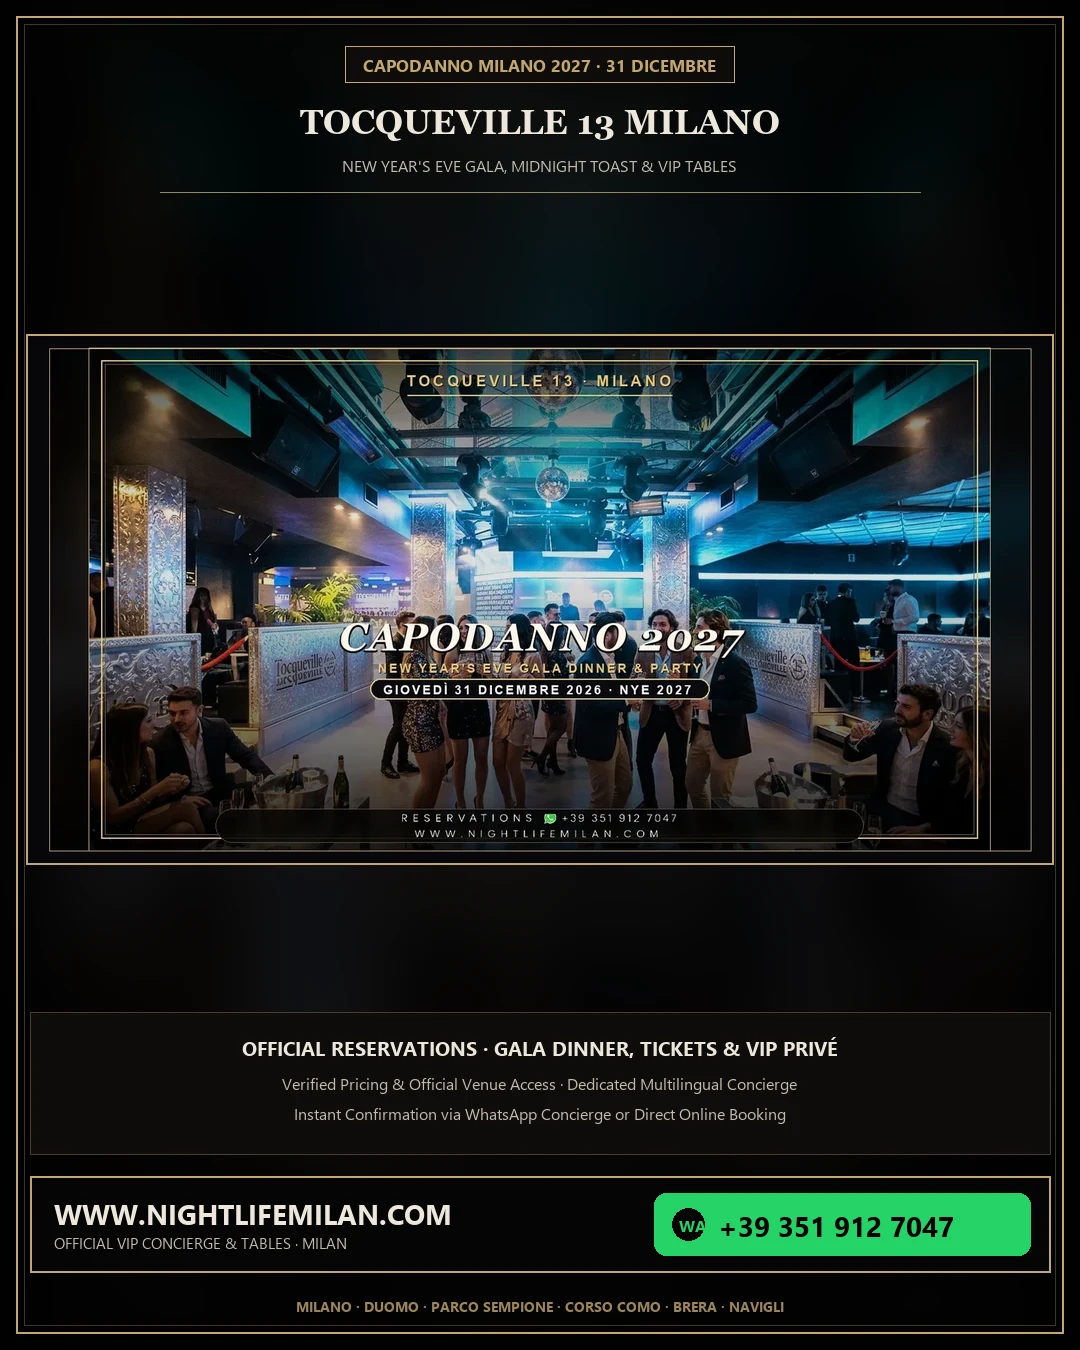 CAPODANNO MILANO 2027 · 31 DICEMBRE
TOCQUEVILLE 13 MILANO
NEW YEAR'S EVE GALA, MIDNIGHT TOAST & VIP TABLES
TOCQUEVILLE 13 · MILANO
CAPODANNO 2027
NEW YEAR'S EVE GALA DINNER & PARTY
GIOVEDÌ 31 DICEMBRE 2026 · NYE 2027
Tocqueville
RESERVATIONS +39 351 912 7047
WWW.NIGHTLIFEMILAN.COM
OFFICIAL RESERVATIONS · GALA DINNER, TICKETS & VIP PRIVÉ
Verified Pricing & Official Venue Access · Dedicated Multilingual Concierge
Instant Confirmation via WhatsApp Concierge or Direct Online Booking
WWW.NIGHTLIFEMILAN.COM
OFFICIAL VIP CONCIERGE & TABLES · MILAN
WA +39 351 912 7047
MILANO · DUOMO · PARCO SEMPIONE · CORSO COMO · BRERA · NAVIGLI